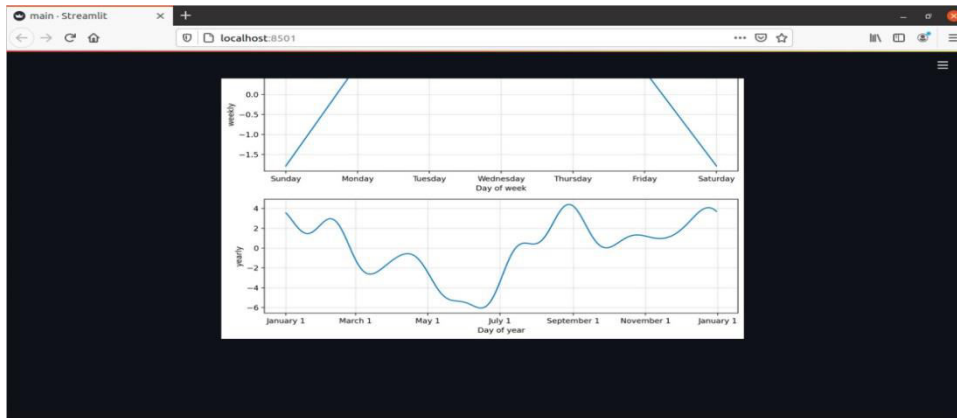 main · Streamlit
localhost:8501
weekly
0.0
−0.5
−1.0
−1.5
Sunday Monday Tuesday Wednesday Thursday Friday Saturday
Day of week
yearly
4
2
0
−2
−4
−6
January 1 March 1 May 1 July 1 September 1 November 1 January 1
Day of year